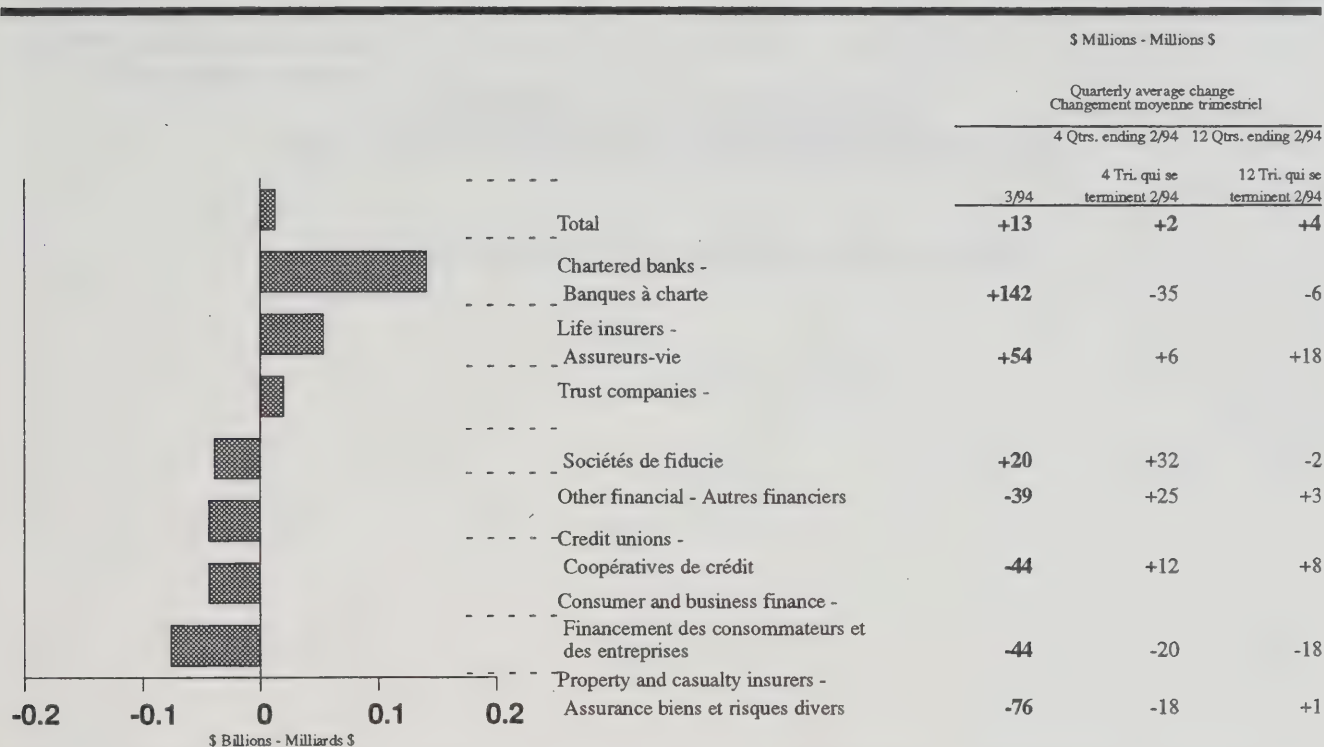 $ Millions - Millions $
Quarterly average change
Changement moyenne trimestriel
4 Qtrs. ending 2/94 12 Qtrs. ending 2/94
4 Tri. qui se 12 Tri. qui se
3/94 terminent 2/94 terminent 2/94
Total +13 +2 +4
Chartered banks -
Banques à charte +142 -35 -6
Life insurers -
Assureurs-vie +54 +6 +18
Trust companies -
Sociétés de fiducie +20 +32 -2
Other financial - Autres financiers -39 +25 +3
Credit unions -
Coopératives de crédit -44 +12 +8
Consumer and business finance -
Financement des consommateurs et
des entreprises -44 -20 -18
Property and casualty insurers -
Assurance biens et risques divers -76 -18 +1
-0.2 -0.1 0 0.1 0.2
$ Billions - Milliards $